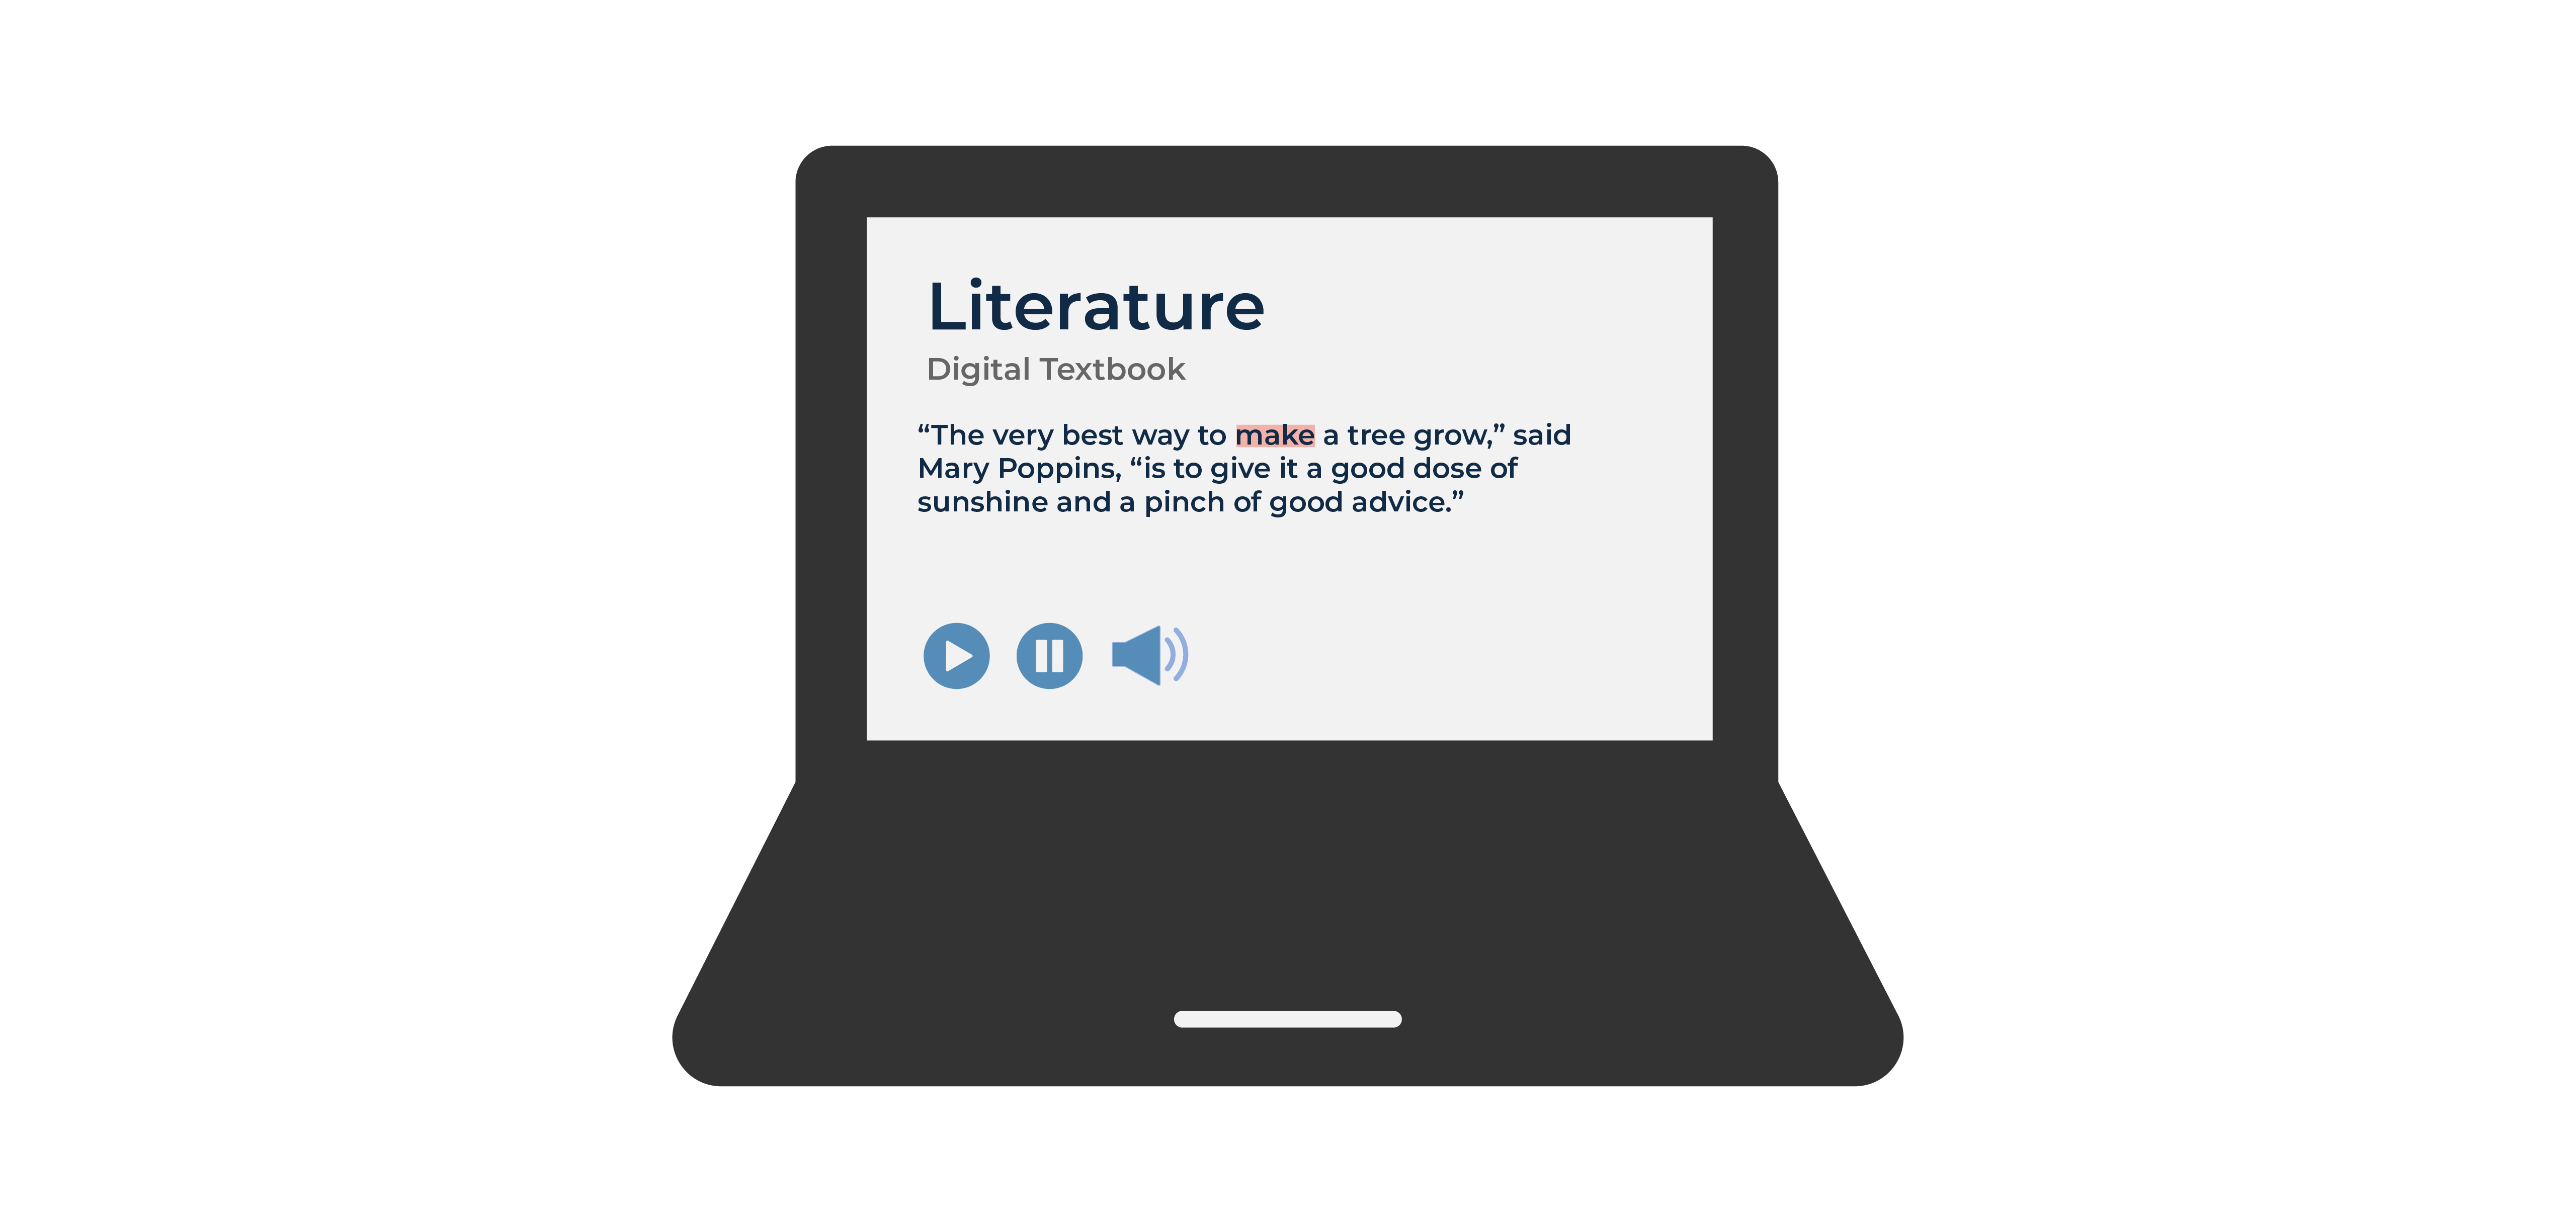 Literature
Digital Textbook
“The very best way to make a tree grow,” said
Mary Poppins, “is to give it a good dose of
sunshine and a pinch of good advice.”